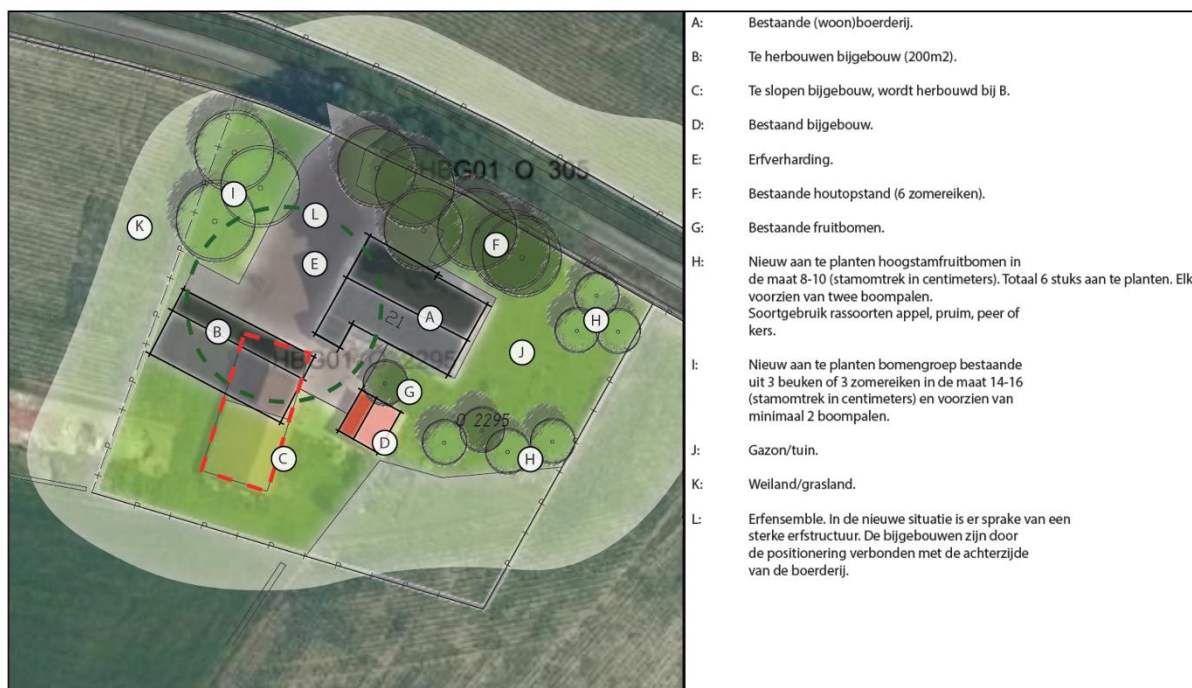 A: Bestaande (woon)boerderij.
B: Te herbouwen bijgebouw (200m2).
C: Te slopen bijgebouw, wordt herbouwd bij B.
D: Bestaand bijgebouw.
E: Erfverharding.
F: Bestaande houtopstand (6 zomereiken).
G: Bestaande fruitbomen.
H: Nieuw aan te planten hoogstamfruitbomen in
de maat 8-10 (stamomtrek in centimeters). Totaal 6 stuks aan te planten. Elk
voorzien van twee boompalen.
Soortgebruik rassoorten appel, pruim, peer of
kers.
I: Nieuw aan te planten bomengroep bestaande
uit 3 beuken of 3 zomereiken in de maat 14-16
(stamomtrek in centimeters) en voorzien van
minimaal 2 boompalen.
J: Gazon/tuin.
K: Weiland/grasland.
L: Erfensemble. In de nieuwe situatie is er sprake van een
sterke erfstructuur. De bijgebouwen zijn door
de positionering verbonden met de achterzijde
van de boerderij.
HBG01 O 305
I
L
K
F
E
H
A
21
B
J
HBG01 O 2295
G
O 2295
D
C
H